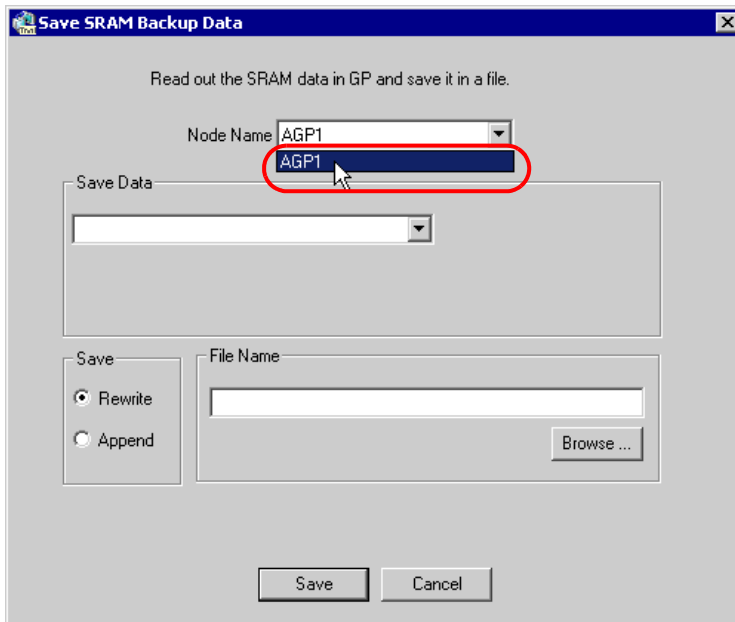 Save SRAM Backup Data
Read out the SRAM data in GP and save it in a file.
Node Name AGP1
AGP1
Save Data
Save
Rewrite
Append
File Name
Browse ...
Save
Cancel